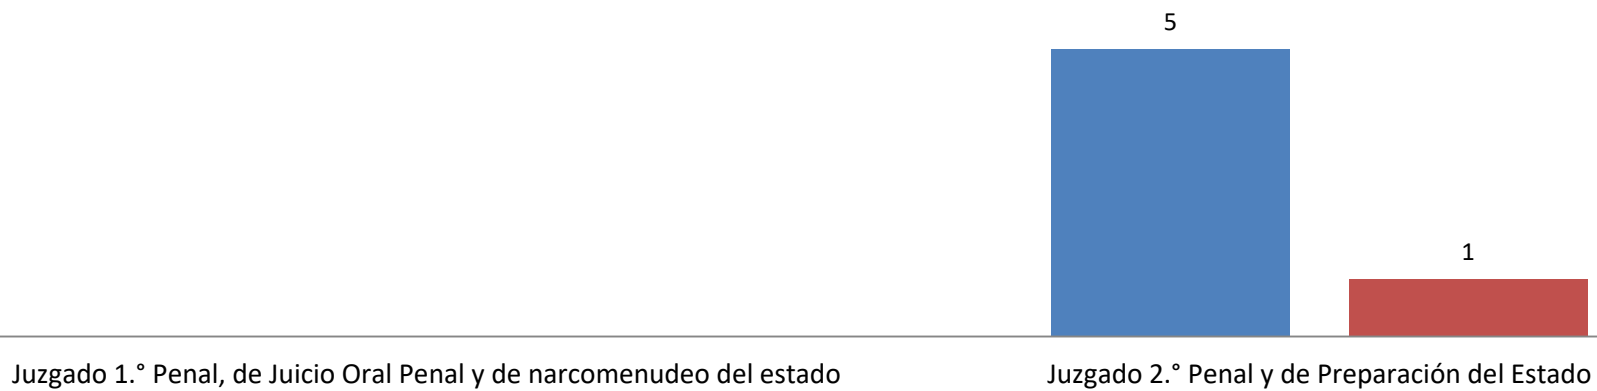 5
1
Juzgado 1.° Penal, de Juicio Oral Penal y de narcomenudeo del estado
Juzgado 2.° Penal y de Preparación del Estado